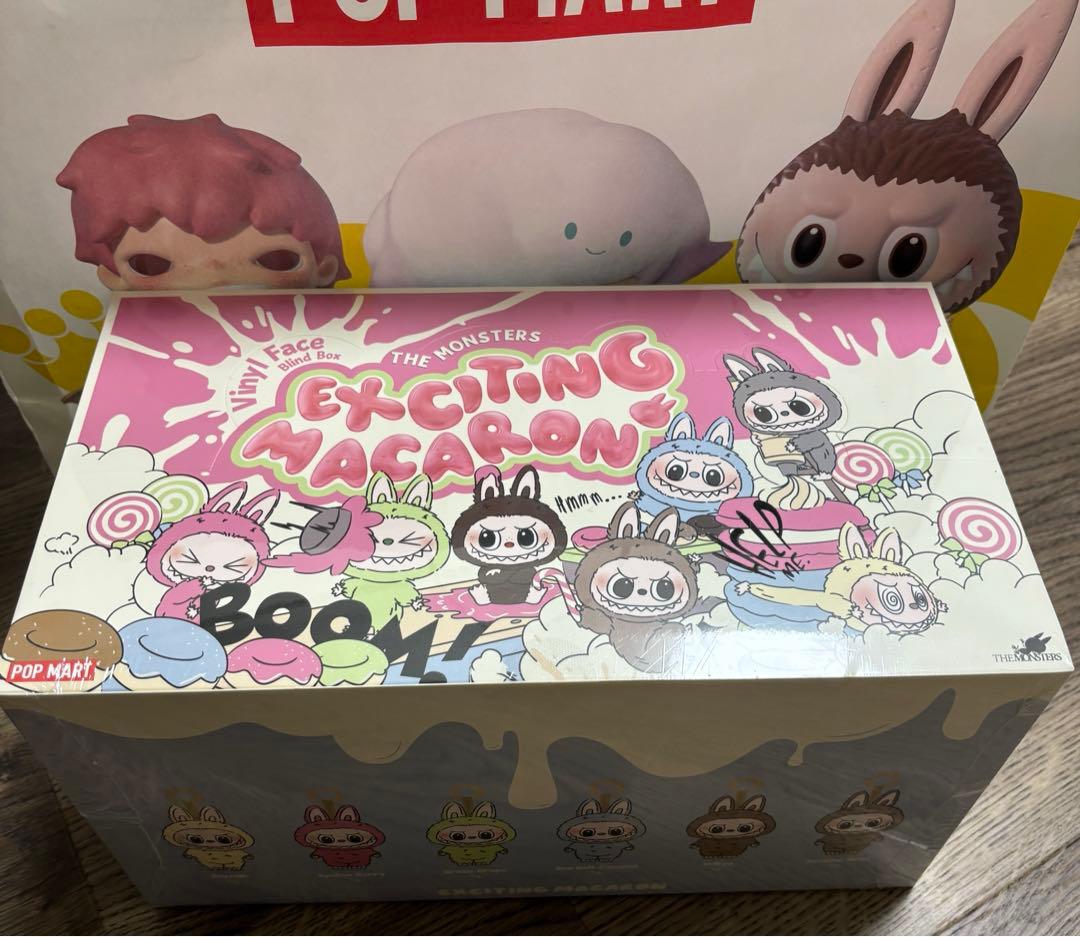 POP MART
Vinyl Face
Blind Box
THE MONSTERS
EXCITING
MACARON
Hmmm...
HELP
ME!
BOOM!
POP MART
THE MONSTERS
EXCITING MACARON